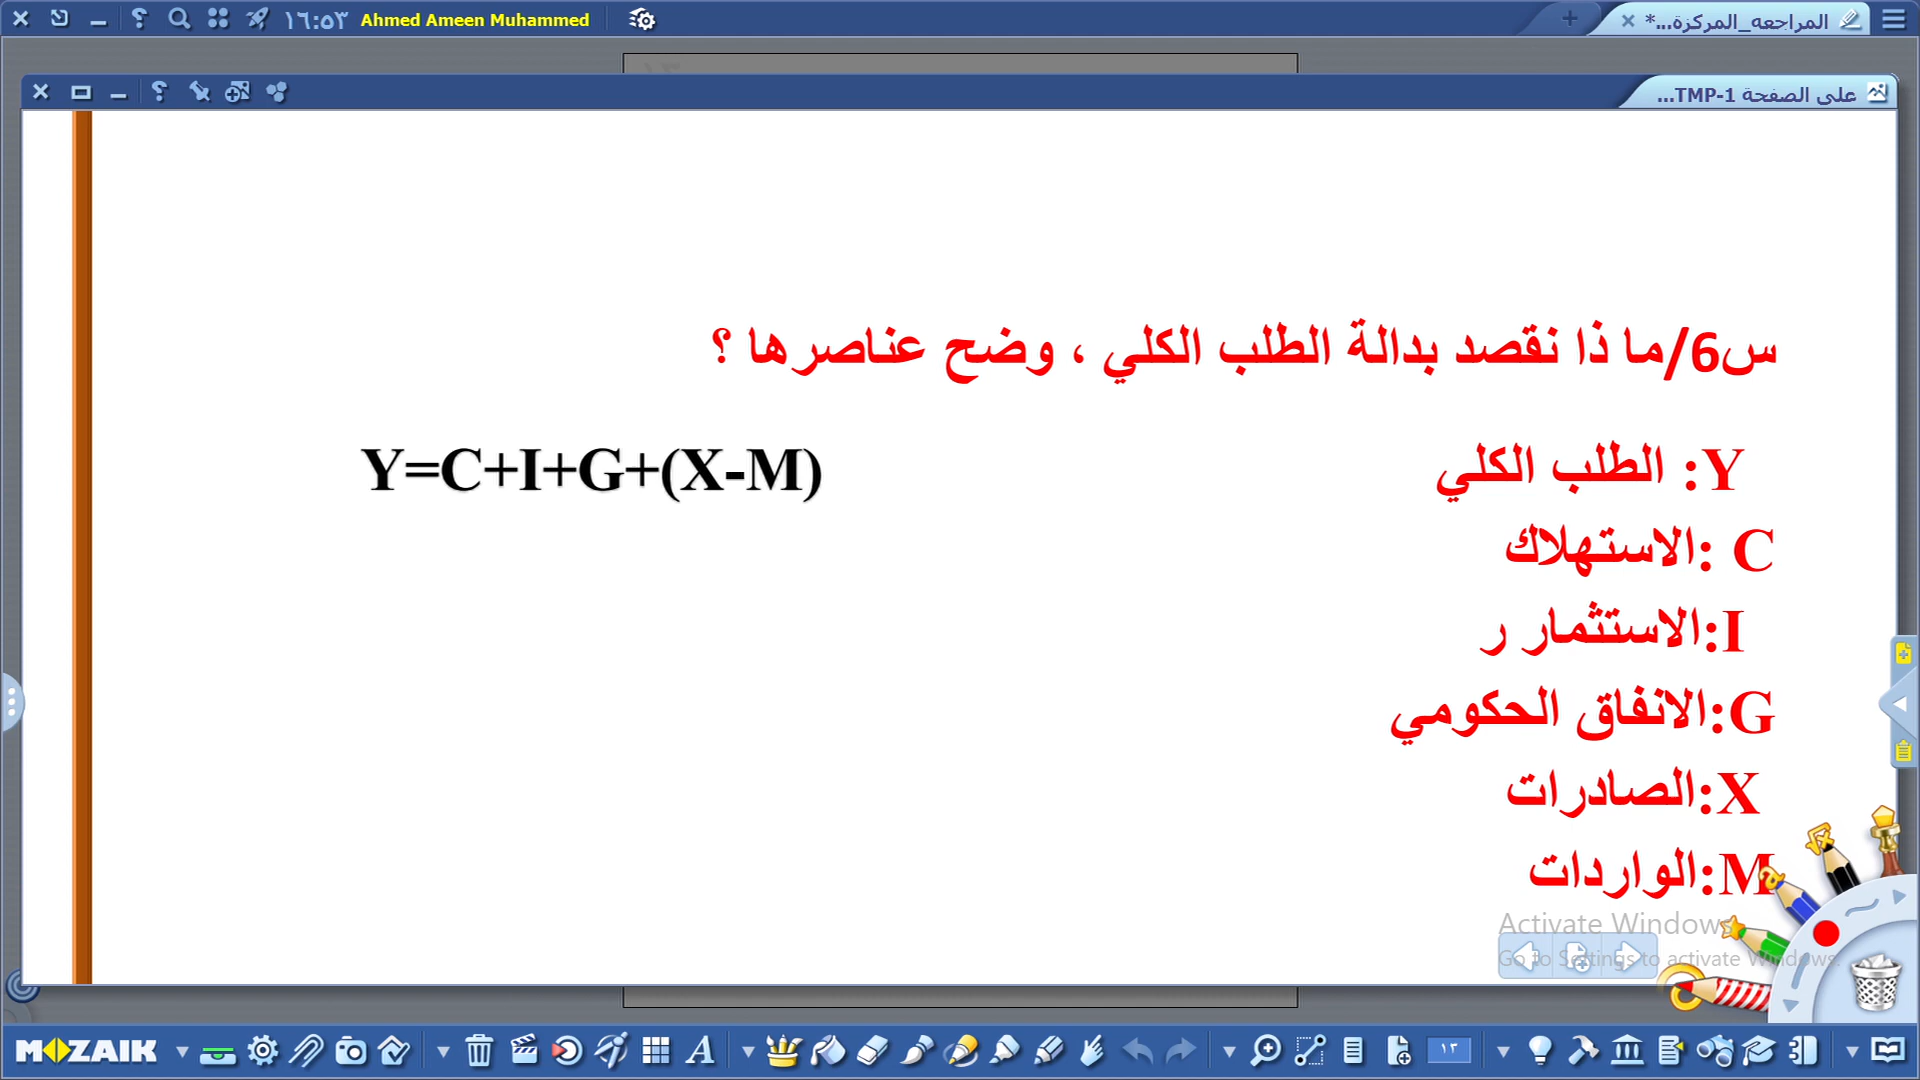 ١٦:٥٣ Ahmed Ameen Muhammed
المراجعه_المركزة...*
على الصفحة TMP-1...
س6/ما ذا نقصد بدالة الطلب الكلي ، وضح عناصرها ؟
Y: الطلب الكلي
Y=C+I+G+(X-M)
C :الاستهلاك
I:الاستثمار ر
G:الانفاق الحكومي
X:الصادرات
M:الواردات
Activate Windows
Go to Settings to activate Windows.
MOZAIK
١٣